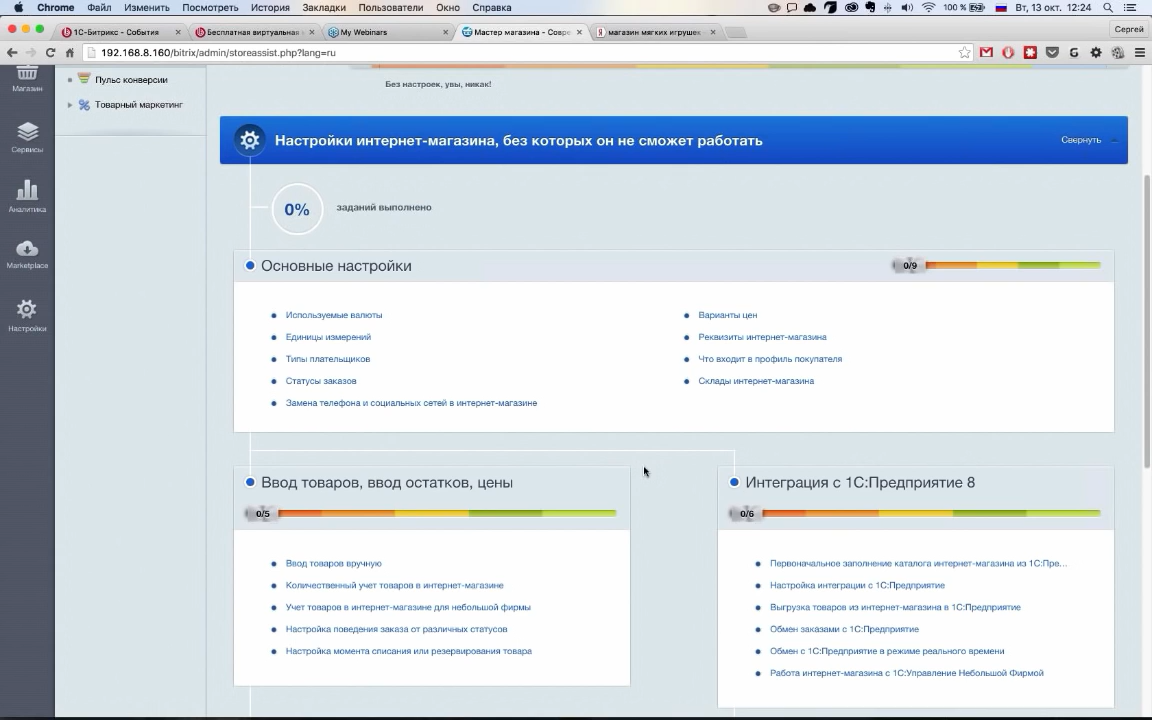 Chrome Файл Изменить Посмотреть История Закладки Пользователи Окно Справка 100 % Вт, 13 окт. 12:24
1С-Битрикс - События Бесплатная виртуальная My Webinars Мастер магазина - Совре магазин мягких игрушек Сергей
192.168.8.160/bitrix/admin/storeassist.php?lang=ru
Магазин
Сервисы
Аналитика
Marketplace
Настройки
Пульс конверсии
Товарный маркетинг
Без настроек, увы, никак!
Настройки интернет-магазина, без которых он не сможет работать Свернуть
0% заданий выполнено
Основные настройки 0/9
Используемые валюты
Единицы измерений
Типы плательщиков
Статусы заказов
Замена телефона и социальных сетей в интернет-магазине
Варианты цен
Реквизиты интернет-магазина
Что входит в профиль покупателя
Склады интернет-магазина
Ввод товаров, ввод остатков, цены
0/5
Ввод товаров вручную
Количественный учет товаров в интернет-магазине
Учет товаров в интернет-магазине для небольшой фирмы
Настройка поведения заказа от различных статусов
Настройка момента списания или резервирования товара
Интеграция с 1С:Предприятие 8
0/6
Первоначальное заполнение каталога интернет-магазина из 1С:Пре...
Настройка интеграции с 1С:Предприятие
Выгрузка товаров из интернет-магазина в 1С:Предприятие
Обмен заказами с 1С:Предприятие
Обмен с 1С:Предприятие в режиме реального времени
Работа интернет-магазина с 1С:Управление Небольшой Фирмой